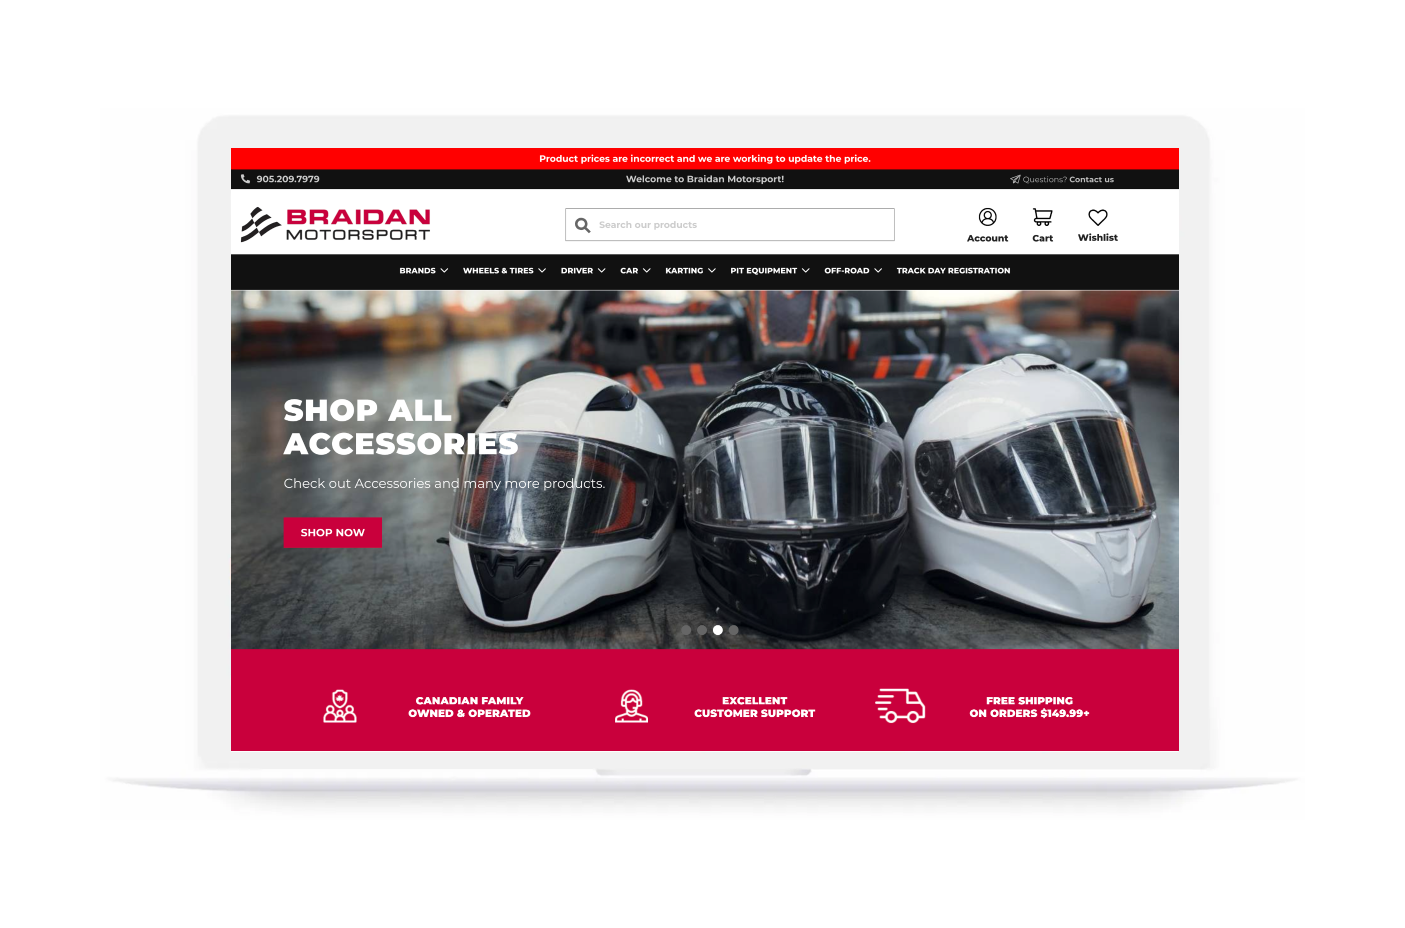 Product prices are incorrect and we are working to update the price.
905.209.7979
Welcome to Braidan Motorsport!
Questions? Contact us
BRAIDAN
MOTORSPORT
Search our products
Account
Cart
Wishlist
BRANDS
WHEELS & TIRES
DRIVER
CAR
KARTING
PIT EQUIPMENT
OFF-ROAD
TRACK DAY REGISTRATION
SHOP ALL
ACCESSORIES
Check out Accessories and many more products.
SHOP NOW
CANADIAN FAMILY
OWNED & OPERATED
EXCELLENT
CUSTOMER SUPPORT
FREE SHIPPING
ON ORDERS $149.99+